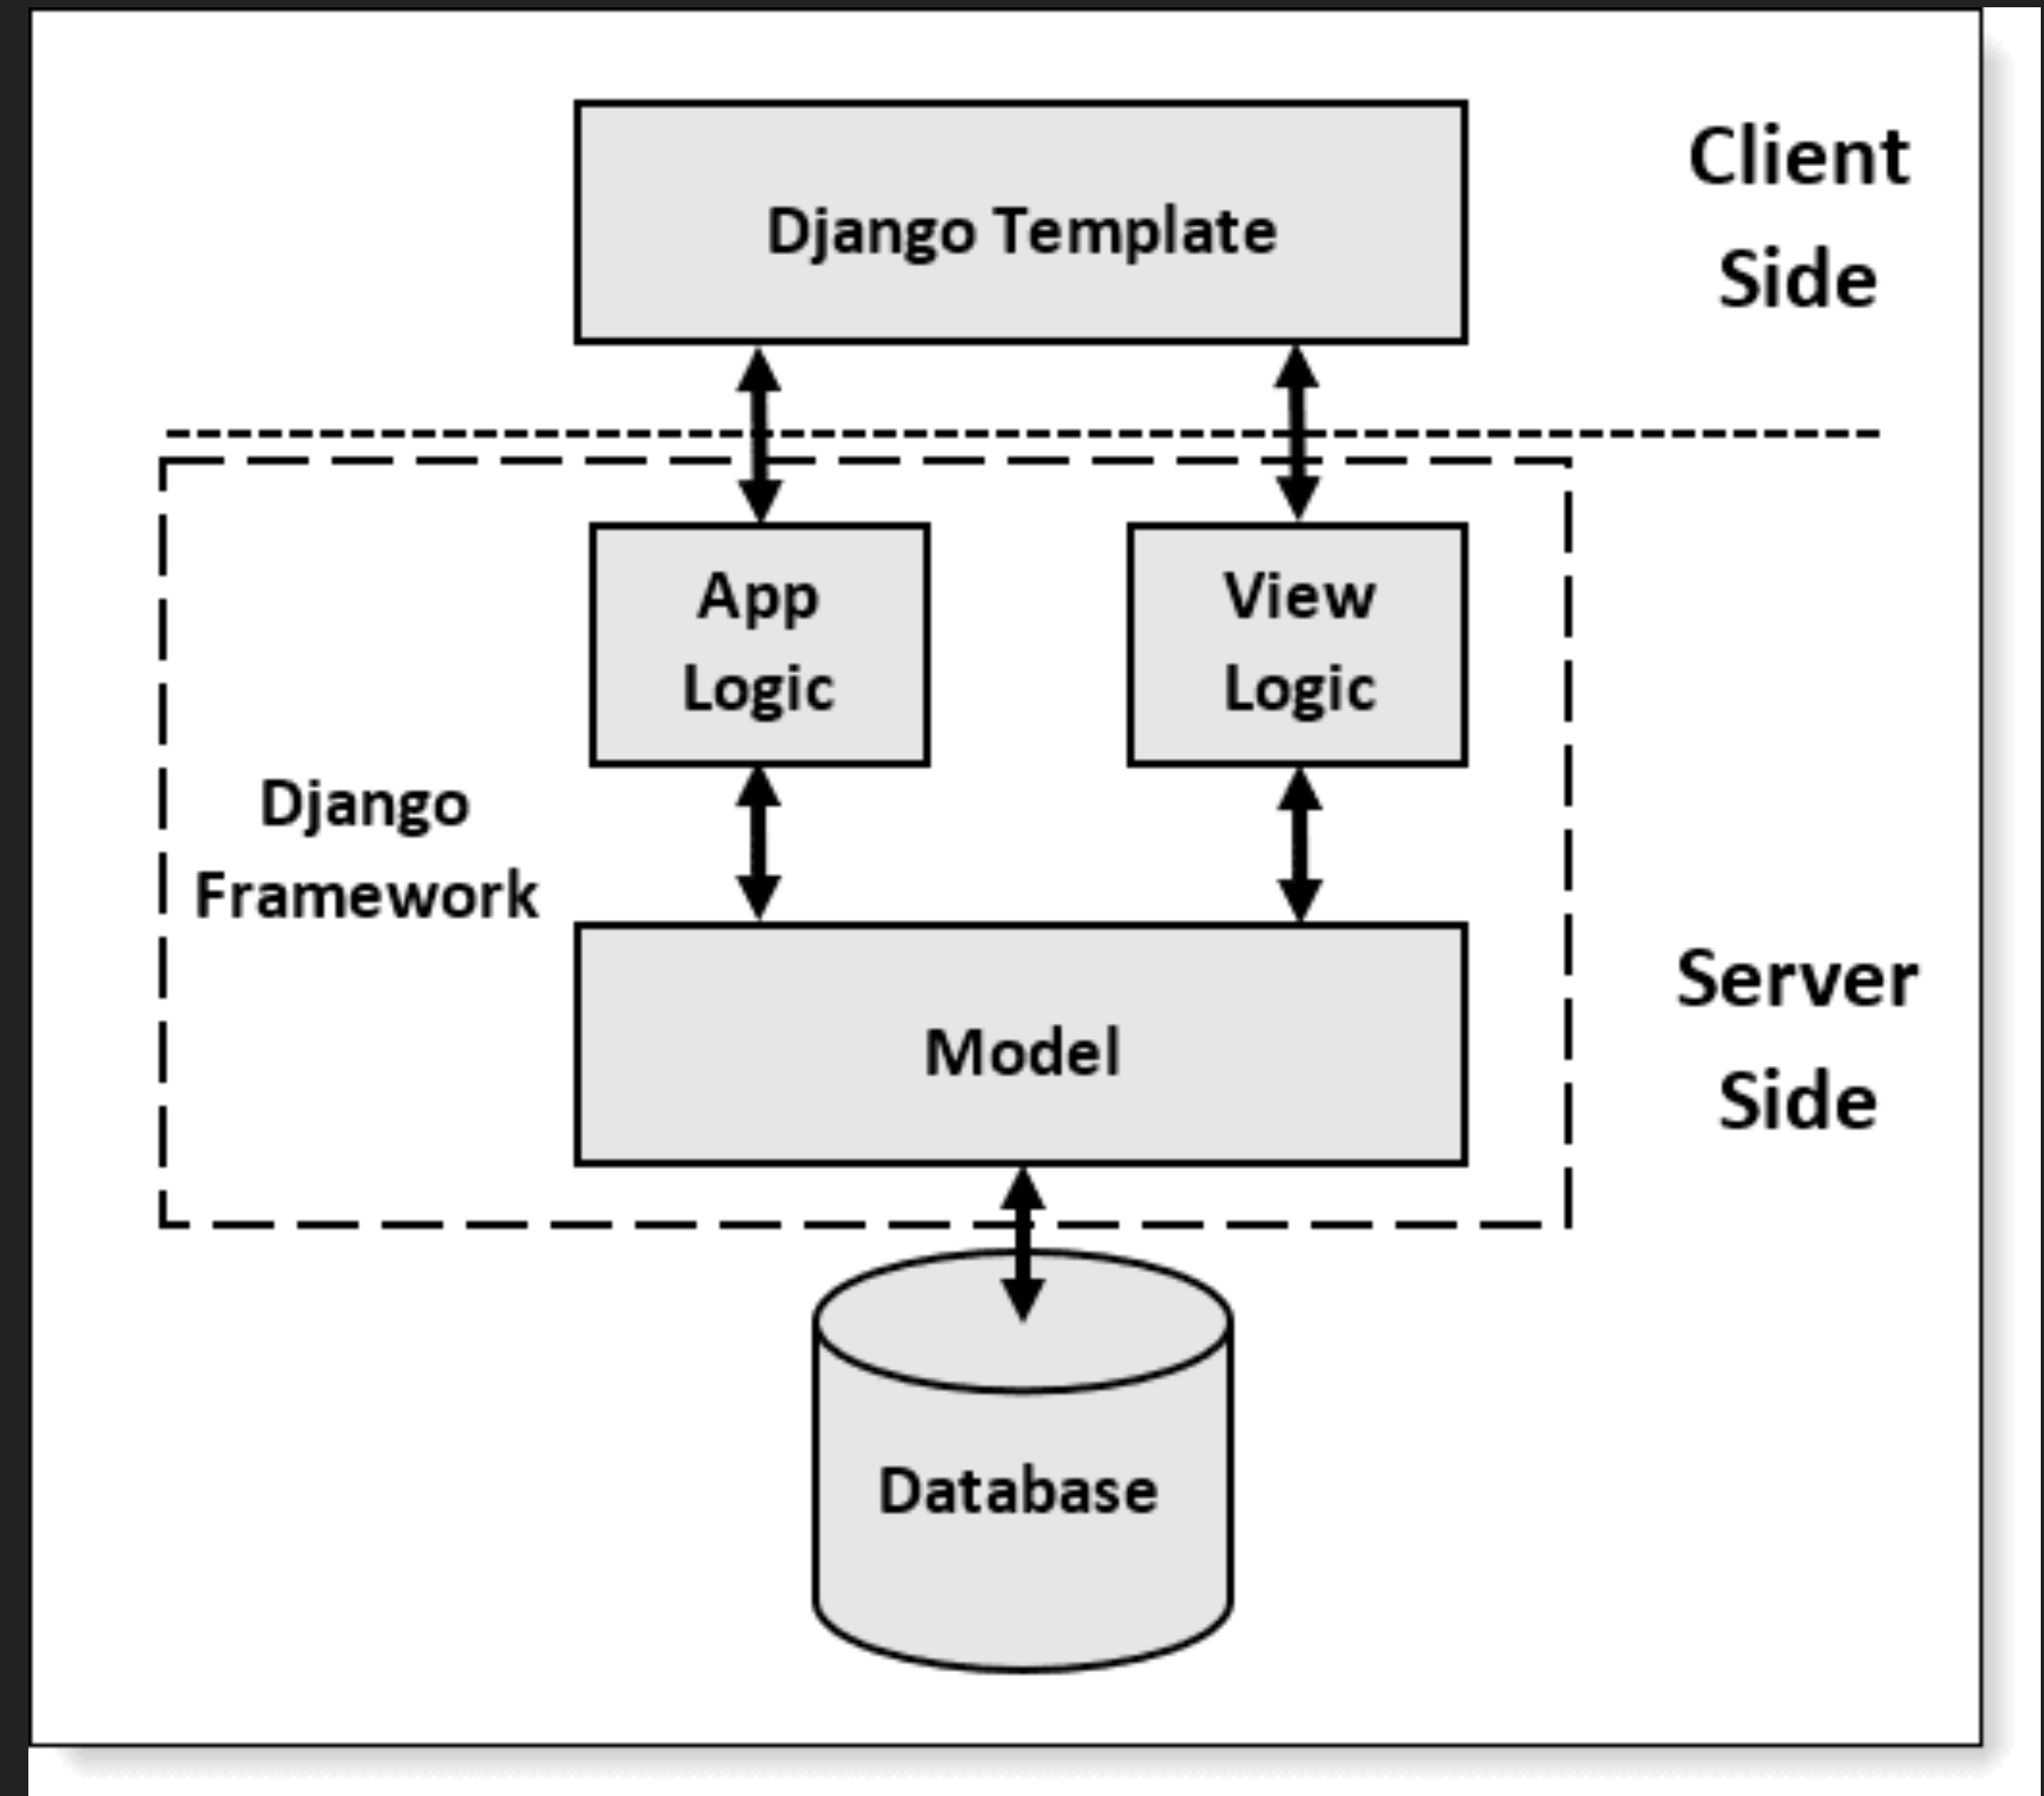 Client
Side
Django Template
App
Logic
View
Logic
Django
Framework
Model
Server
Side
Database